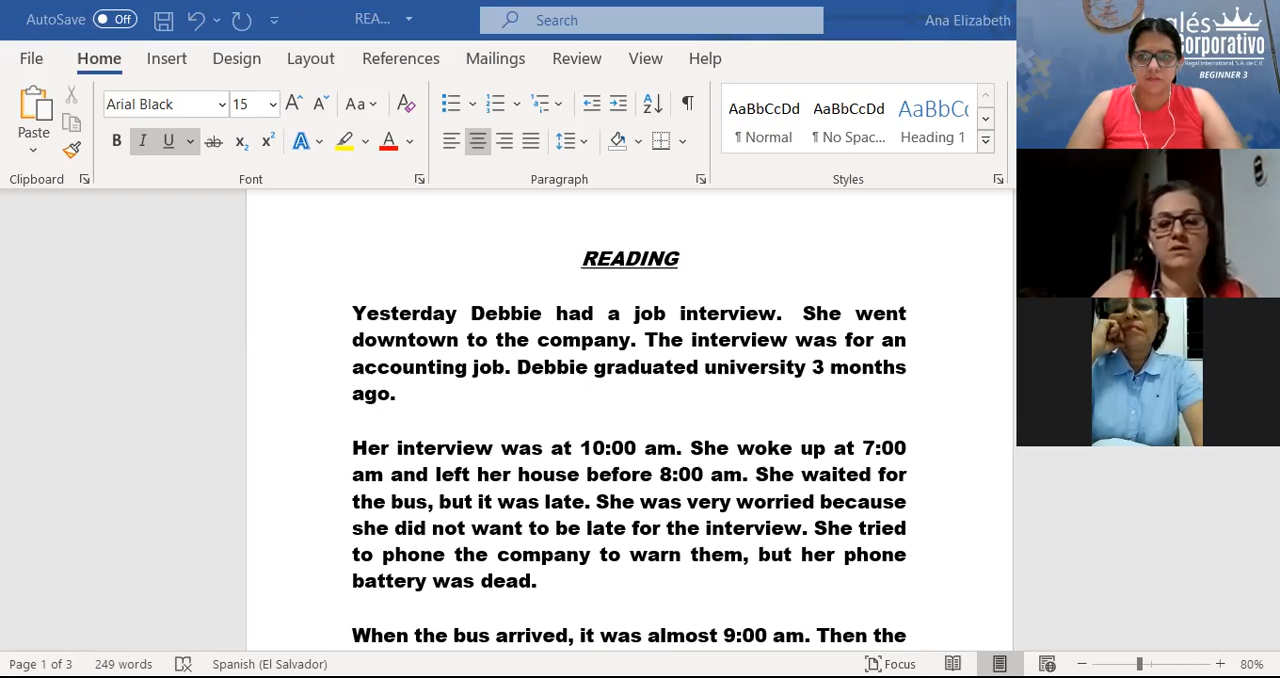 AutoSave Off REA... Search Ana Elizabeth
File Home Insert Design Layout References Mailings Review View Help
Paste
Arial Black 15 Aa
AaBbCcDd AaBbCcDd AaBbCc
¶ Normal ¶ No Spac... Heading 1
Clipboard Font Paragraph Styles
Inglés
Corporativo
Regal International, S.A. de C.V.
BEGINNER 3
READING
Yesterday Debbie had a job interview. She went
downtown to the company. The interview was for an
accounting job. Debbie graduated university 3 months
ago.
Her interview was at 10:00 am. She woke up at 7:00
am and left her house before 8:00 am. She waited for
the bus, but it was late. She was very worried because
she did not want to be late for the interview. She tried
to phone the company to warn them, but her phone
battery was dead.
When the bus arrived, it was almost 9:00 am. Then the
Page 1 of 3 249 words Spanish (El Salvador) Focus 80%